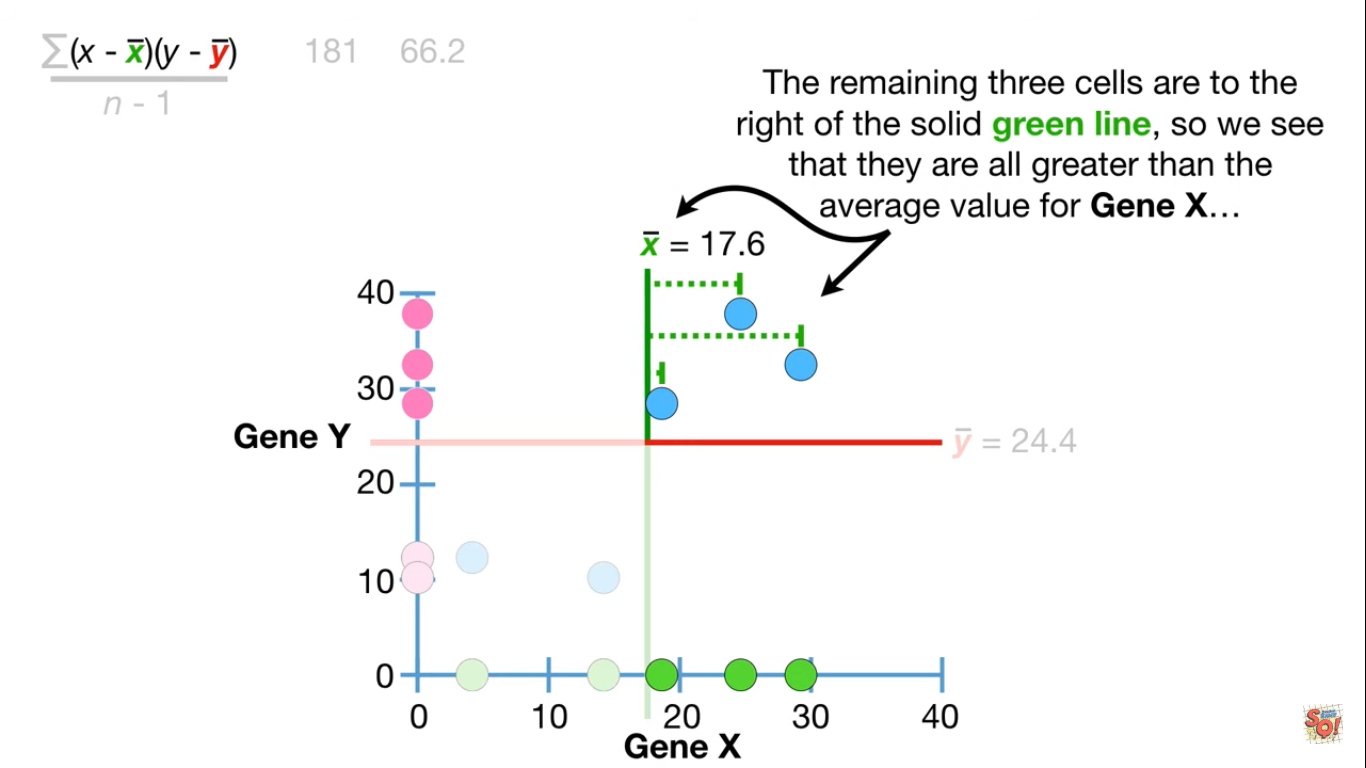 ∑(x - x̄)(y - ȳ)
n - 1
181 66.2
The remaining three cells are to the
right of the solid green line, so we see
that they are all greater than the
average value for Gene X…
x̄ = 17.6
40
30
Gene Y
ȳ = 24.4
20
10
0
0 10 20 30 40
Gene X
SQ!